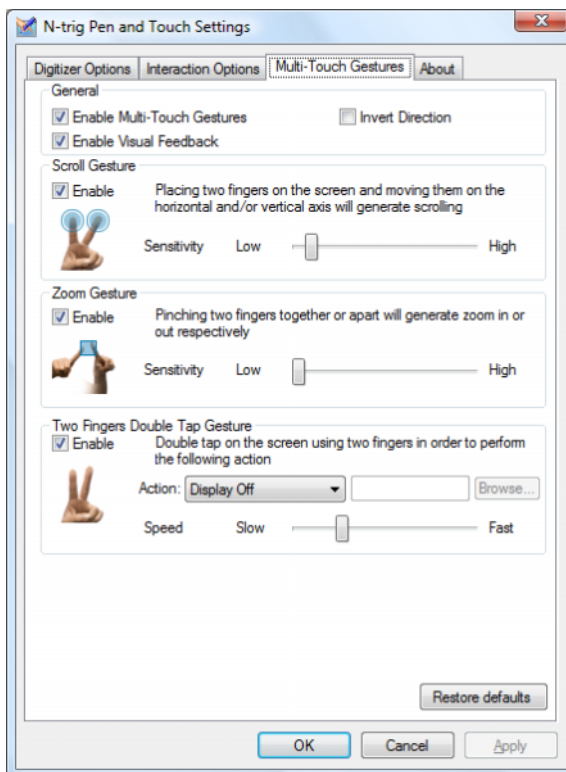 N-trig Pen and Touch Settings
Digitizer Options Interaction Options Multi-Touch Gestures About
General
Enable Multi-Touch Gestures Invert Direction
Enable Visual Feedback
Scroll Gesture
Enable Placing two fingers on the screen and moving them on the
horizontal and/or vertical axis will generate scrolling
Sensitivity Low High
Zoom Gesture
Enable Pinching two fingers together or apart will generate zoom in or
out respectively
Sensitivity Low High
Two Fingers Double Tap Gesture
Enable Double tap on the screen using two fingers in order to perform
the following action
Action: Display Off Browse...
Speed Slow Fast
Restore defaults
OK Cancel Apply